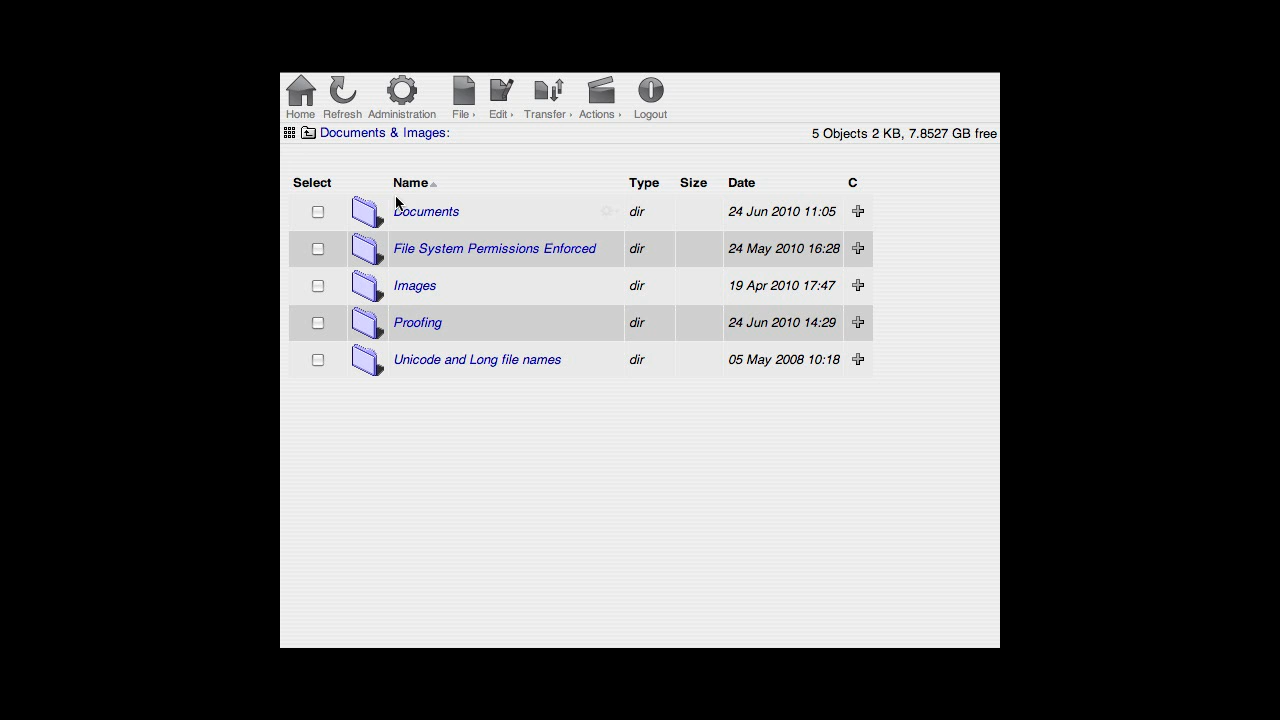 Home Refresh Administration File Edit Transfer Actions Logout
Documents & Images: 5 Objects 2 KB, 7.8527 GB free
Select Name Type Size Date C
Documents dir 24 Jun 2010 11:05
File System Permissions Enforced dir 24 May 2010 16:28
Images dir 19 Apr 2010 17:47
Proofing dir 24 Jun 2010 14:29
Unicode and Long file names dir 05 May 2008 10:18